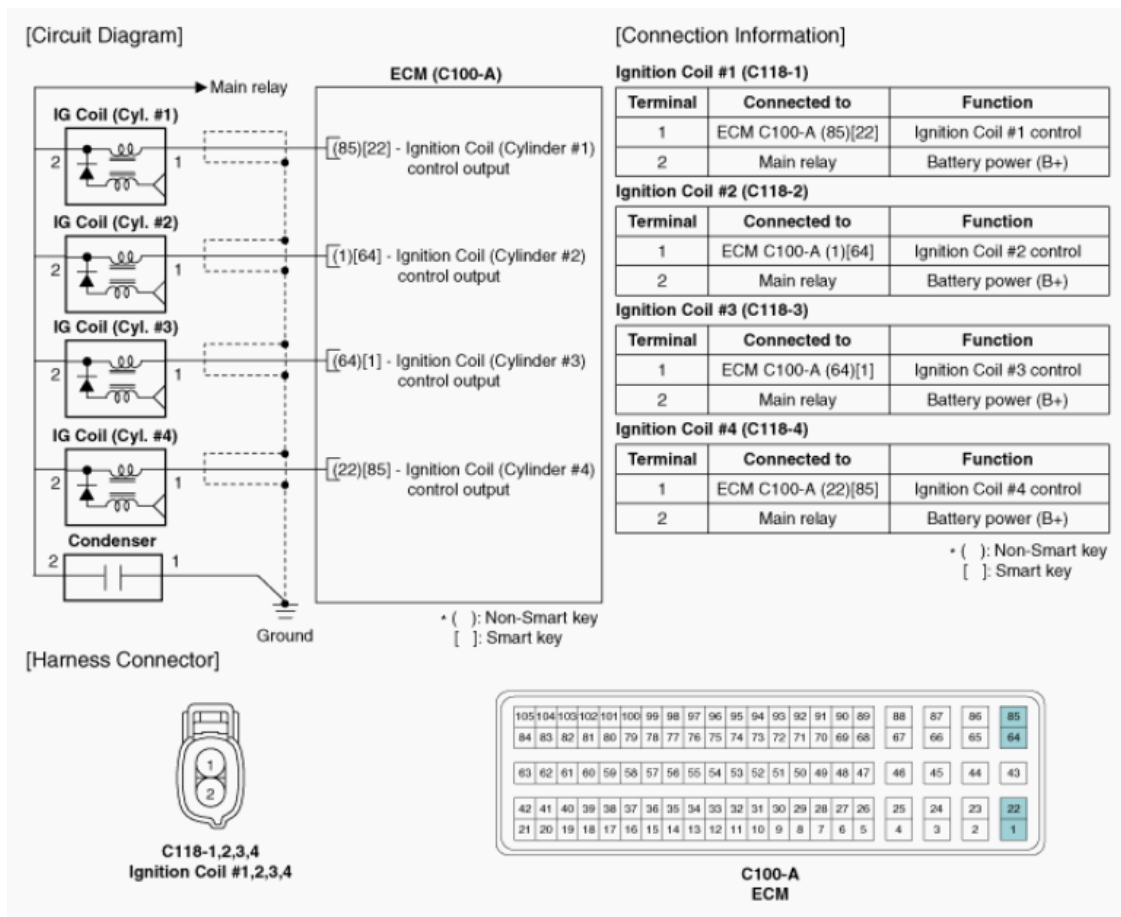 [Circuit Diagram]
Main relay
ECM (C100-A)
IG Coil (Cyl. #1)
2
1
(85)[22] - Ignition Coil (Cylinder #1)
control output
IG Coil (Cyl. #2)
2
1
(1)[64] - Ignition Coil (Cylinder #2)
control output
IG Coil (Cyl. #3)
2
1
(64)[1] - Ignition Coil (Cylinder #3)
control output
IG Coil (Cyl. #4)
2
1
(22)[85] - Ignition Coil (Cylinder #4)
control output
Condenser
2
1
Ground
* ( ): Non-Smart key
[ ]: Smart key
[Connection Information]
Ignition Coil #1 (C118-1)
Terminal Connected to Function
1 ECM C100-A (85)[22] Ignition Coil #1 control
2 Main relay Battery power (B+)
Ignition Coil #2 (C118-2)
Terminal Connected to Function
1 ECM C100-A (1)[64] Ignition Coil #2 control
2 Main relay Battery power (B+)
Ignition Coil #3 (C118-3)
Terminal Connected to Function
1 ECM C100-A (64)[1] Ignition Coil #3 control
2 Main relay Battery power (B+)
Ignition Coil #4 (C118-4)
Terminal Connected to Function
1 ECM C100-A (22)[85] Ignition Coil #4 control
2 Main relay Battery power (B+)
* ( ): Non-Smart key
[ ]: Smart key
[Harness Connector]
1
2
C118-1,2,3,4
Ignition Coil #1,2,3,4
105 104 103 102 101 100 99 98 97 96 95 94 93 92 91 90 89 88 87 86 85
84 83 82 81 80 79 78 77 76 75 74 73 72 71 70 69 68 67 66 65 64
63 62 61 60 59 58 57 56 55 54 53 52 51 50 49 48 47 46 45 44 43
42 41 40 39 38 37 36 35 34 33 32 31 30 29 28 27 26 25 24 23 22
21 20 19 18 17 16 15 14 13 12 11 10 9 8 7 6 5 4 3 2 1
C100-A
ECM